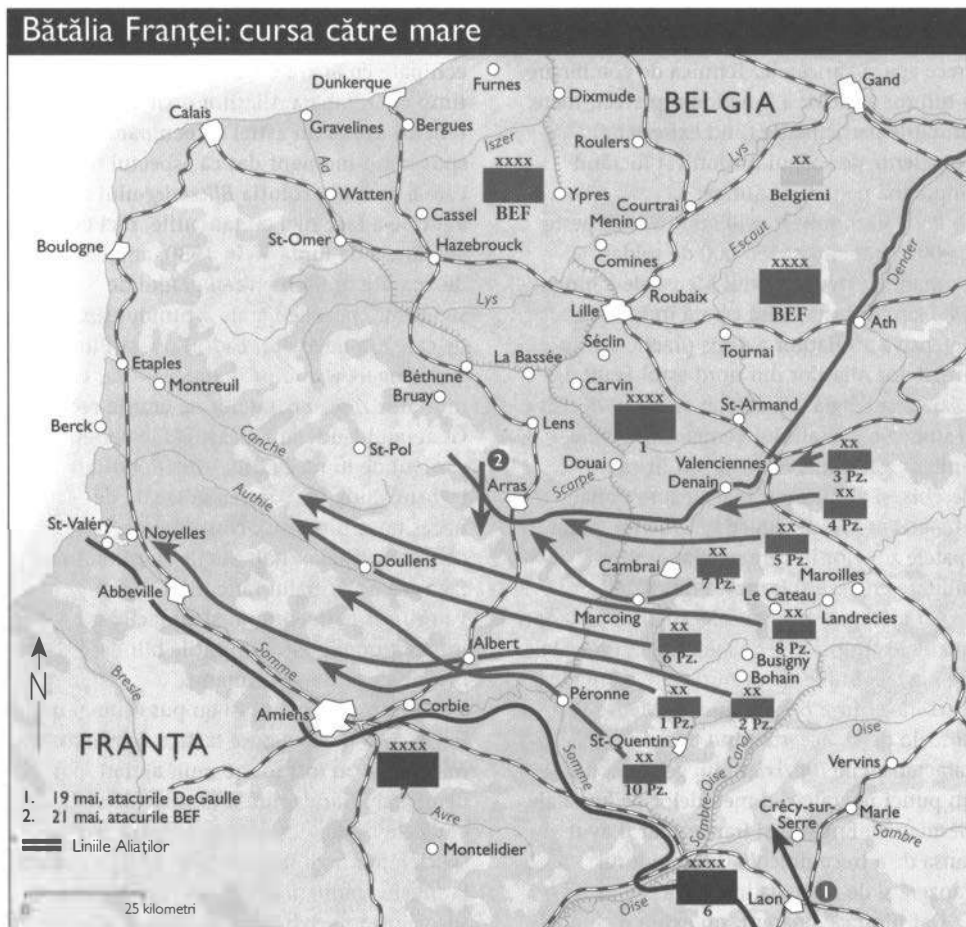 Bătălia Franței: cursa către mare
Furnes
Dunkerque
Dixmude
BELGIA
Gand
Calais
Gravelines
Bergues
Iszer
Roulers
Lys
xxxx
BEF
xx
Belgieni
Aa
Watten
Cassel
Ypres
Courtrai
Menin
Escaut
Dender
Boulogne
St-Omer
Hazebrouck
Comines
xxxx
BEF
Lys
Roubaix
Lille
Ath
Séclin
Tournai
Etaples
Montreuil
Béthune
La Bassée
Bruay
Carvin
xxxx
1
St-Armand
Berck
Lens
Canche
St-Pol
2
Douai
Valenciennes
xx
3 Pz.
Arras
Scarpe
Denain
xx
4 Pz.
Authie
St-Valéry
Noyelles
xx
5 Pz.
Doullens
Cambrai
xx
7 Pz.
Maroilles
Abbeville
Le Cateau
Marcoing
Landrecies
xx
8 Pz.
xx
6 Pz.
N
Somme
Albert
Busigny
Bohain
Bresle
Péronne
xx
1 Pz.
xx
2 Pz.
Corbie
Oise
Amiens
St-Quentin
FRANȚA
xxxx
7
Somme
xx
10 Pz.
Sambre-Oise Canal
Vervins
1. 19 mai, atacurile DeGaulle
2. 21 mai, atacurile BEF
Crécy-sur-
Serre
Marle
Liniile Aliaților
Avre
Sambre
Montelidier
xxxx
6
0
25 kilometri
Oise
Laon
1